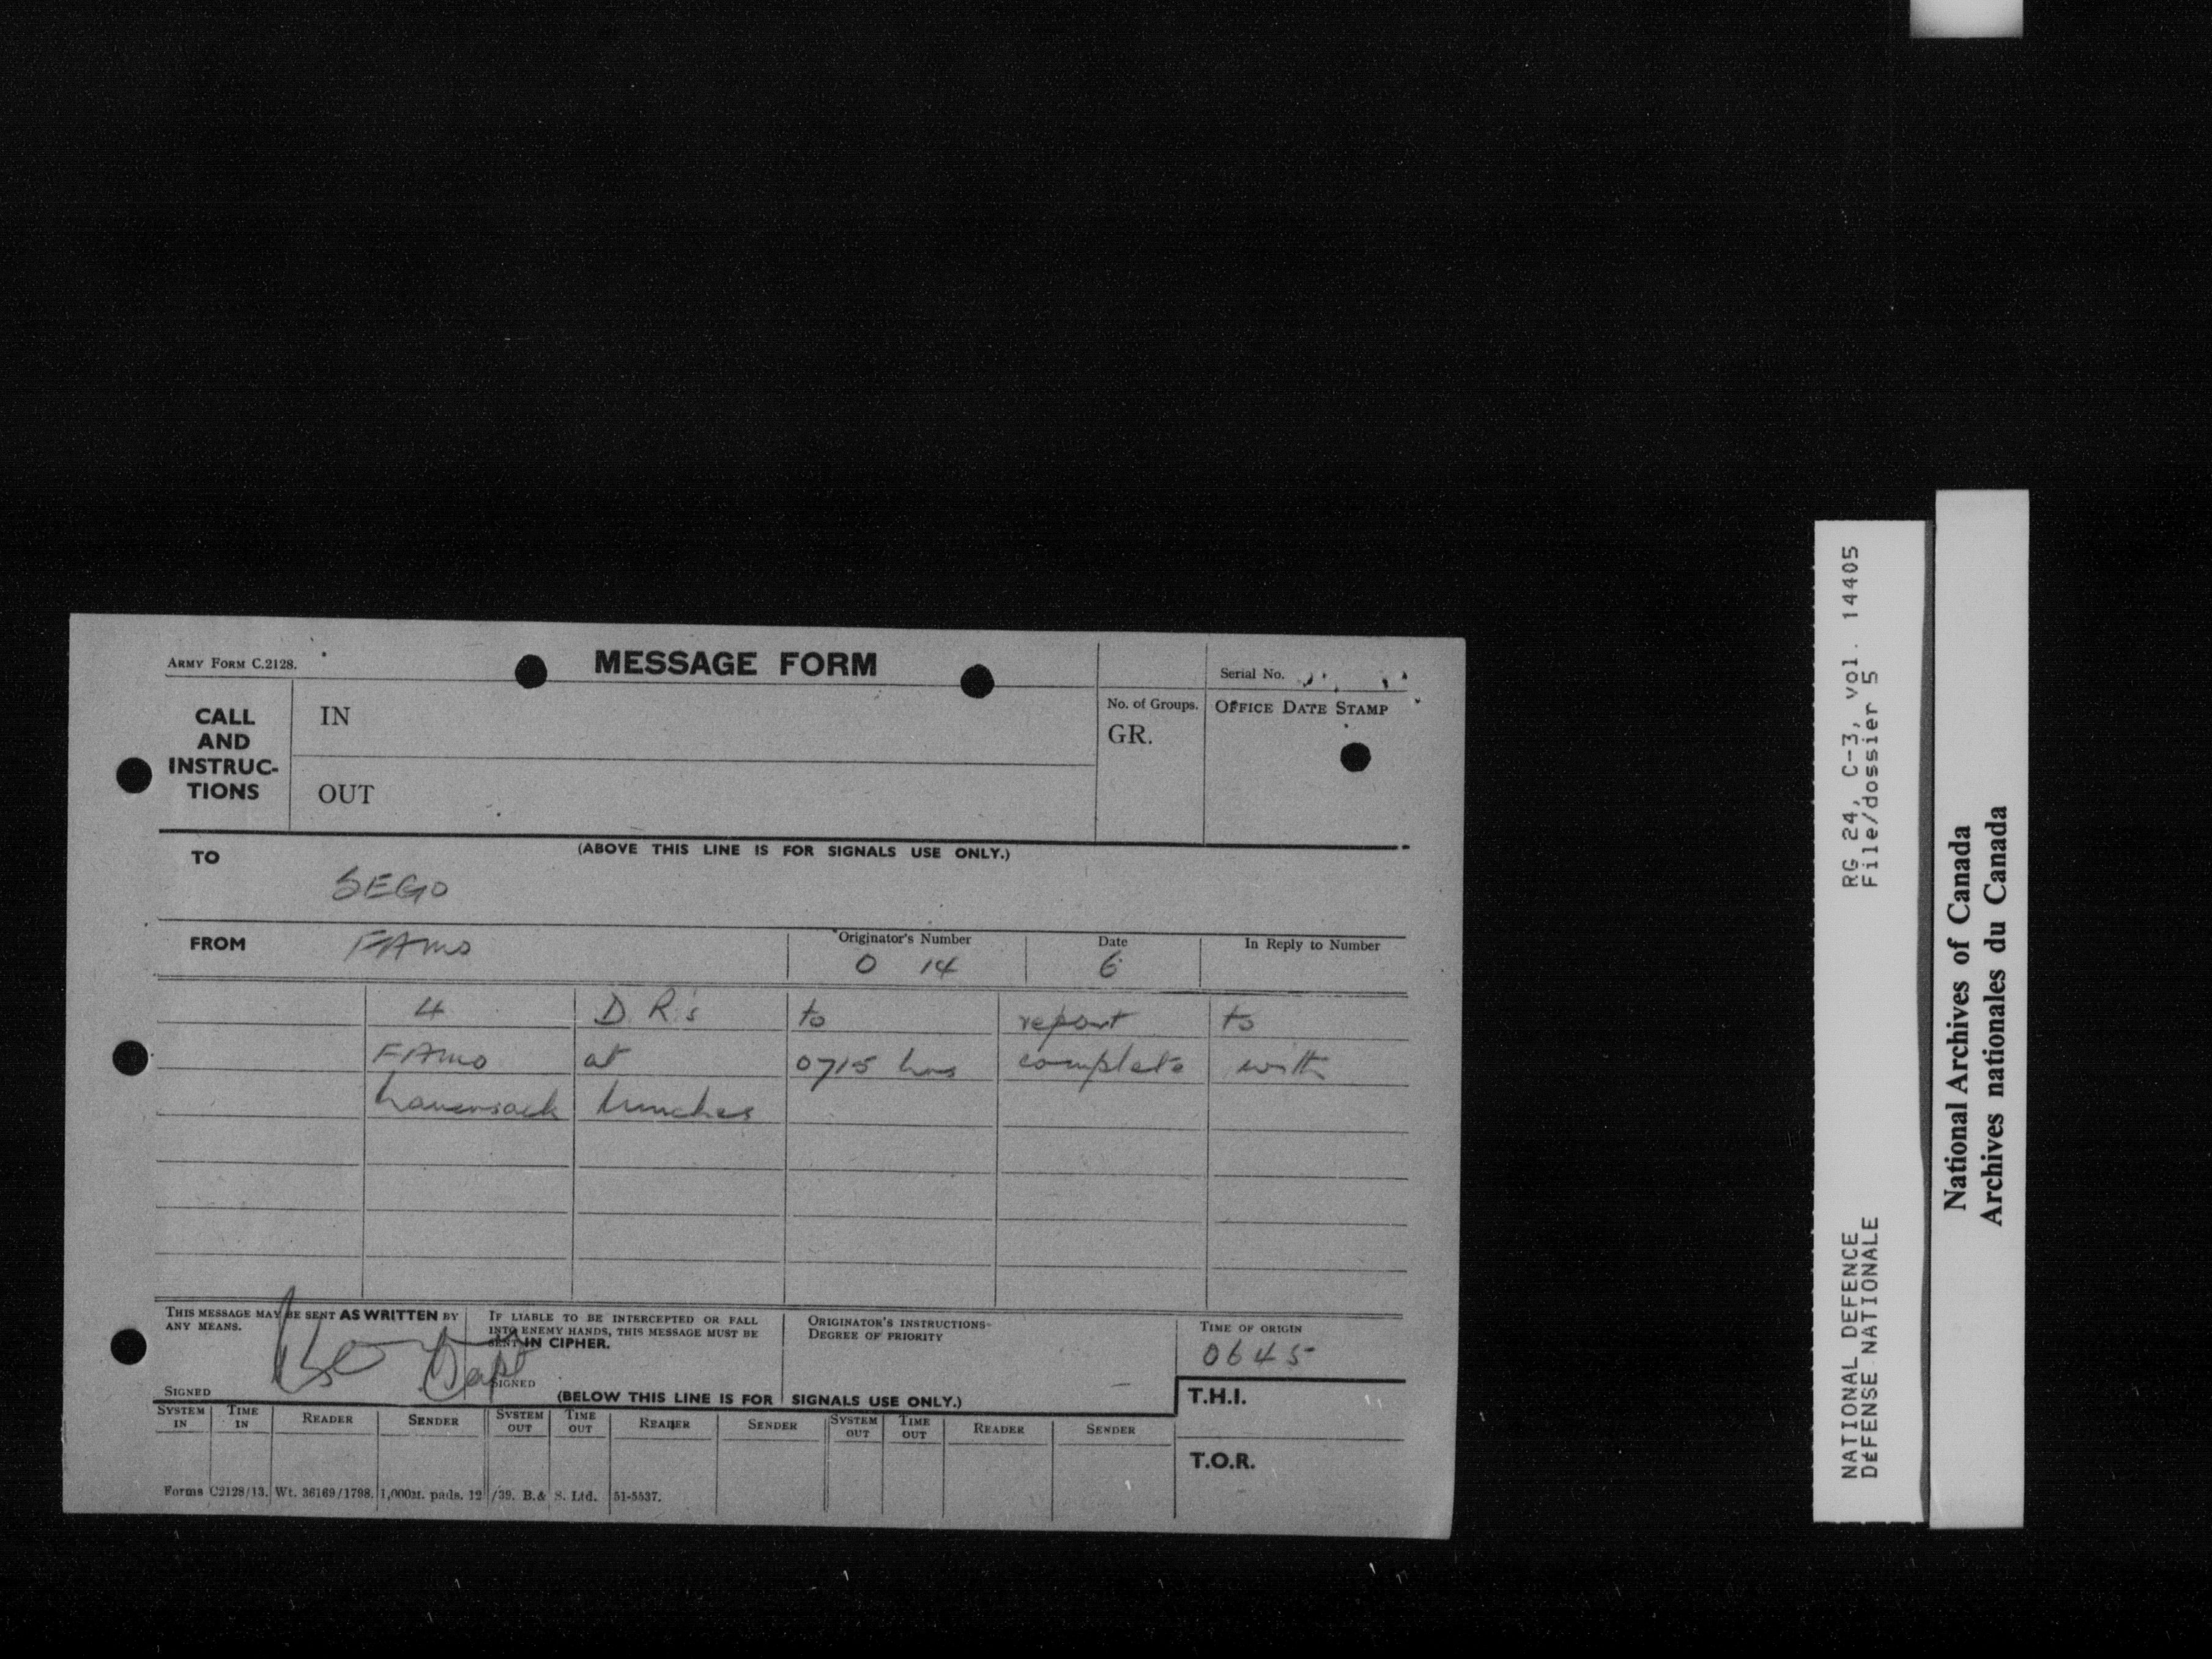 ARMY FORM C.2128.
MESSAGE FORM
Serial No.
CALL
AND
INSTRUC-
TIONS
IN
OUT
No. of Groups.
GR.
OFFICE DATE STAMP
(ABOVE THIS LINE IS FOR SIGNALS USE ONLY.)
TO
SEGO
FROM
FAMO
Originator's Number
O 14
Date
6
In Reply to Number
4 D.R.'s to report to
FAMO at 0715 hrs complete with
haversack lunches
THIS MESSAGE MAY BE SENT AS WRITTEN BY
ANY MEANS.
SIGNED
Capt
IF LIABLE TO BE INTERCEPTED OR FALL
INTO ENEMY HANDS, THIS MESSAGE MUST BE
SENT IN CIPHER.
SIGNED
ORIGINATOR'S INSTRUCTIONS-
DEGREE OF PRIORITY
TIME OF ORIGIN
0645
(BELOW THIS LINE IS FOR SIGNALS USE ONLY.)
T.H.I.
SYSTEM IN TIME IN READER SENDER SYSTEM OUT TIME OUT READER SENDER SYSTEM OUT TIME OUT READER SENDER
T.O.R.
Forms C2128/13. Wt. 36169/1798. 1,000M. pads. 12/39. B.& S. Ltd. 51-5537.
NATIONAL DEFENCE RG 24, C-3, vol. 14405
DÉFENSE NATIONALE File/dossier 5
National Archives of Canada
Archives nationales du Canada